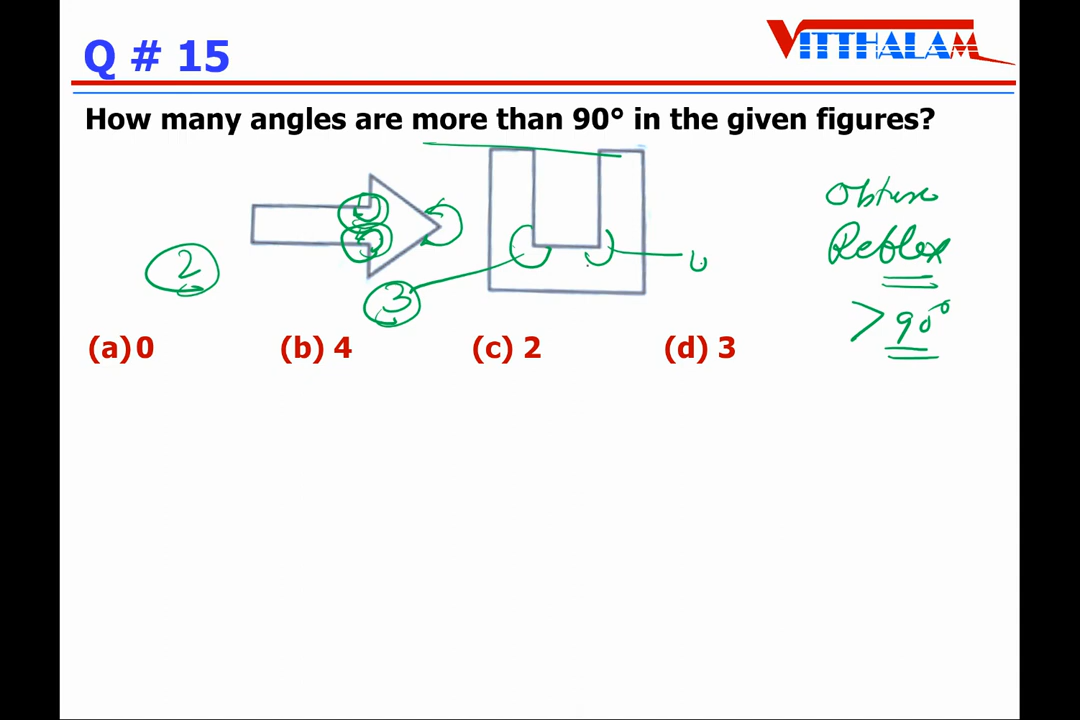 Q # 15
VITTHALAM
How many angles are more than 90° in the given figures?
Obtuse
Reflex
> 90°
2
3
(a) 0 (b) 4 (c) 2 (d) 3